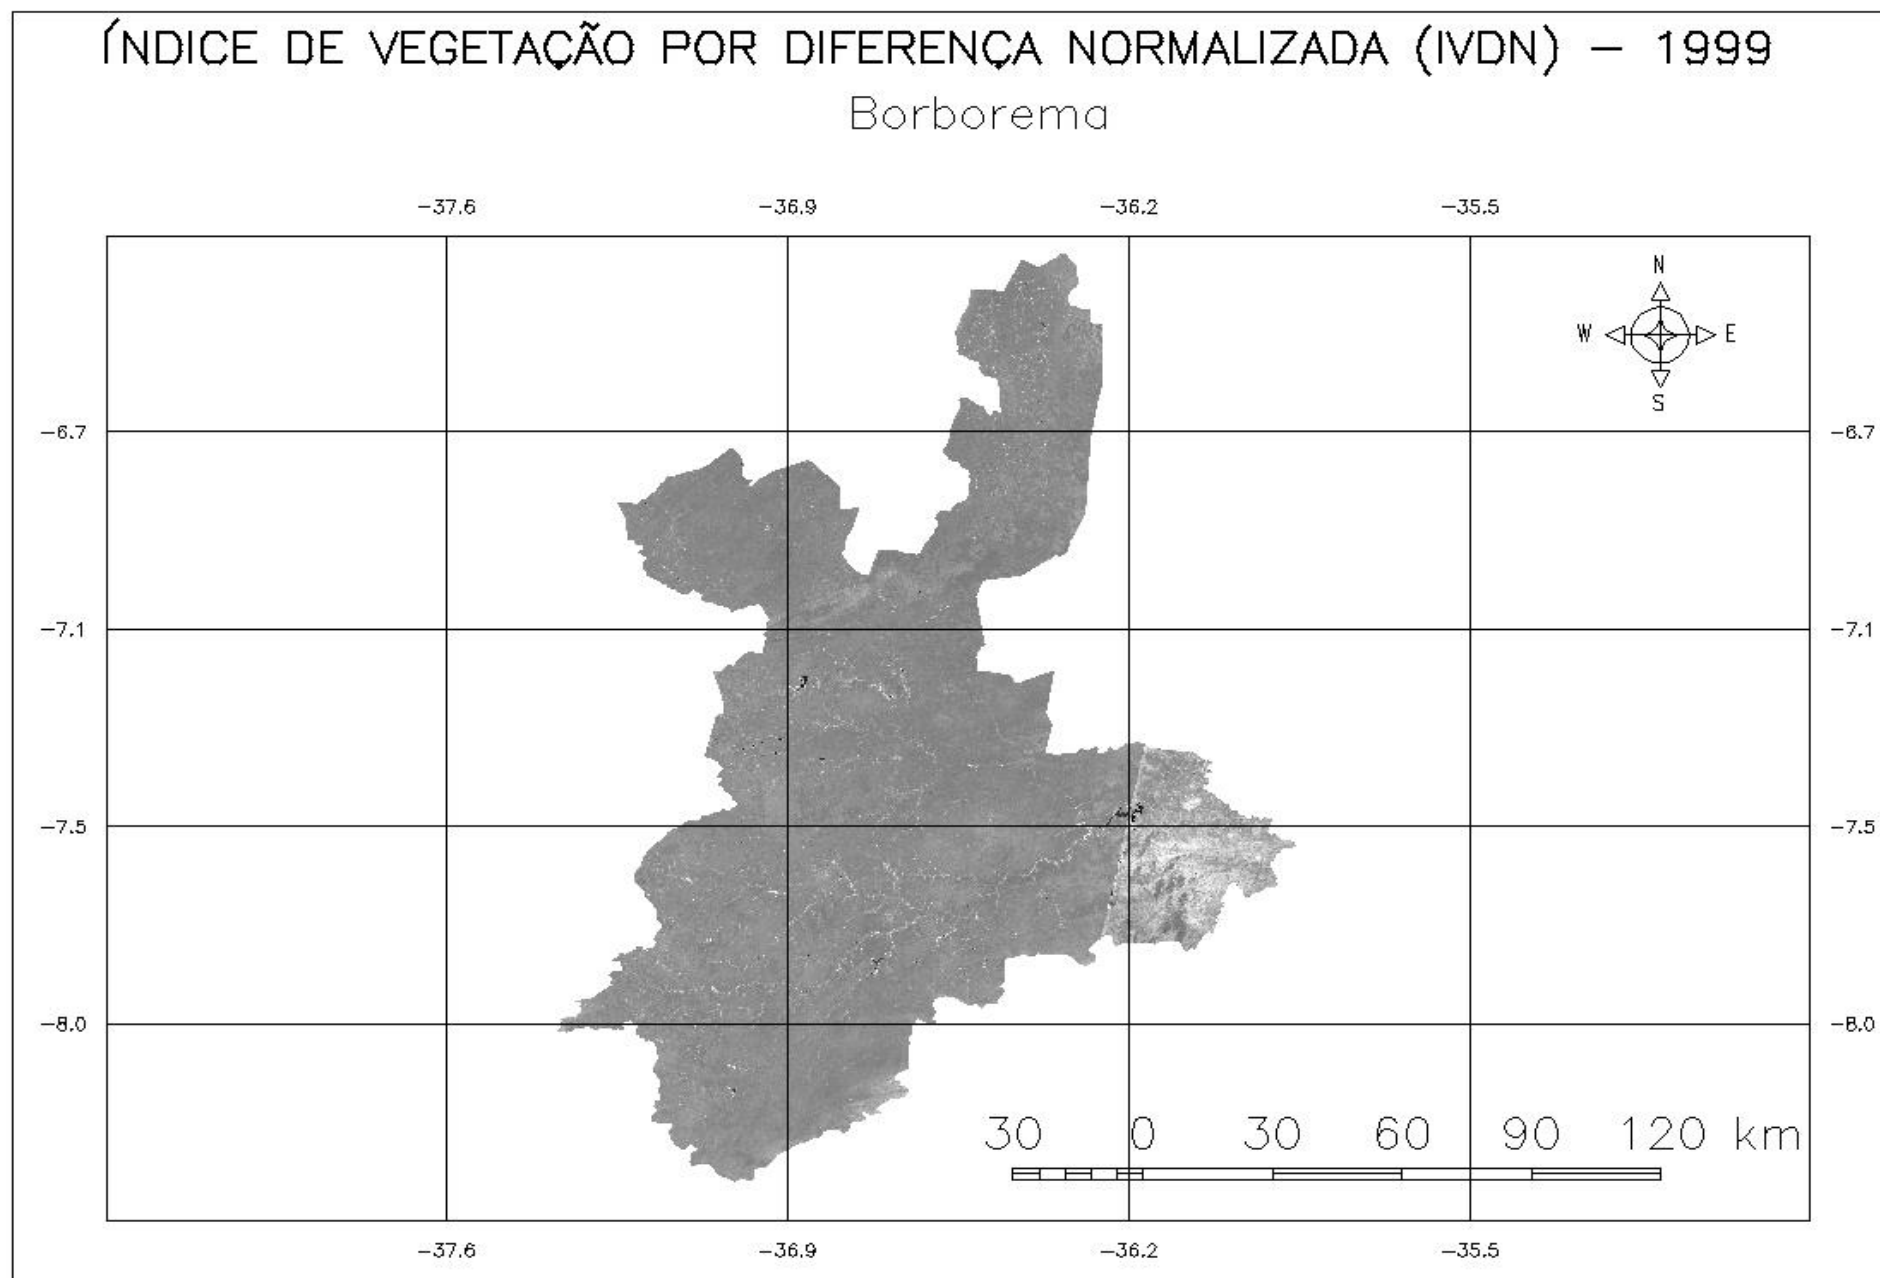 ÍNDICE DE VEGETAÇÃO POR DIFERENÇA NORMALIZADA (IVDN) – 1999
Borborema
-37.6 -36.9 -36.2 -35.5
N
W E
S
-6.7 -6.7
-7.1 -7.1
-7.5 -7.5
-8.0 -8.0
30 0 30 60 90 120 km
-37.6 -36.9 -36.2 -35.5